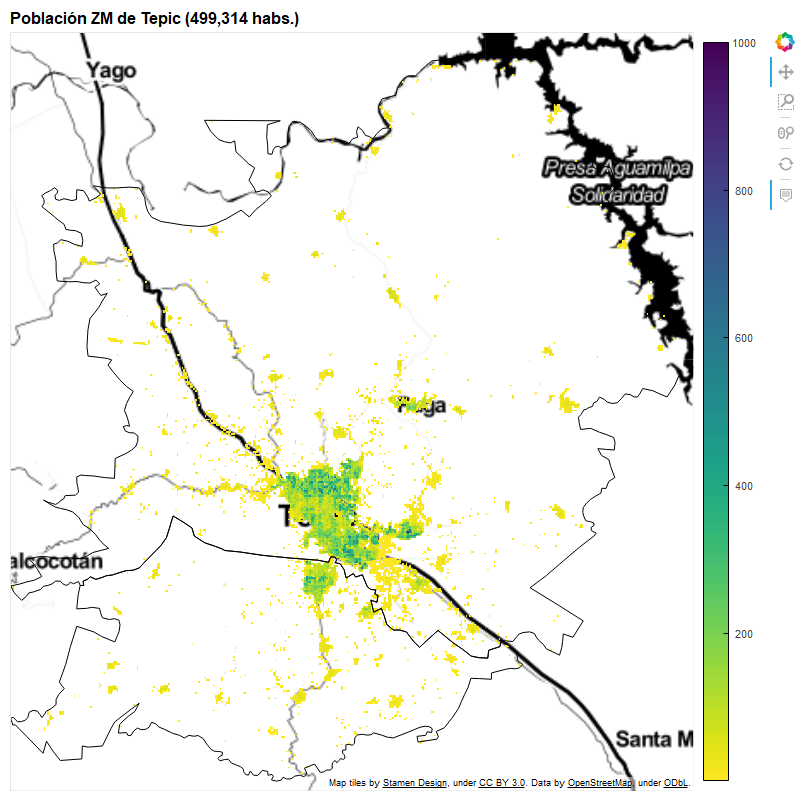 Población ZM de Tepic (499,314 habs.)
Yago
1000
Presa Aguamilpa
Solidaridad
800
600
400
alcocotán
200
Santa M
Map tiles by Stamen Design, under CC BY 3.0. Data by OpenStreetMap, under ODbL.